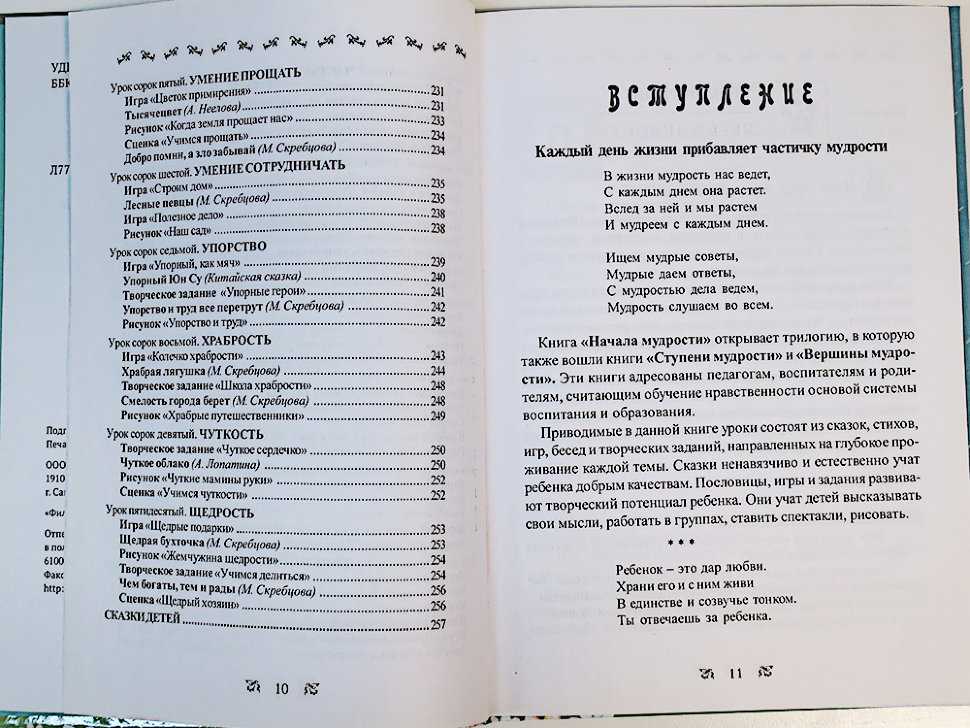 УДК
ББК
Л77
Подп
Печа
ООО
1910
г. Сан
«Фил
Отпе
в пол
6100
Факс
http:
Урок сорок пятый. УМЕНИЕ ПРОЩАТЬ
Игра «Цветок примирения» 231
Тысячецвет (А. Неелова) 231
Рисунок «Когда земля прощает нас» 233
Сценка «Учимся прощать» 234
Добро помни, а зло забывай (М. Скребцова) 234
Урок сорок шестой. УМЕНИЕ СОТРУДНИЧАТЬ
Игра «Строим дом» 235
Лесные певцы (М. Скребцова) 235
Игра «Полезное дело» 238
Рисунок «Наш сад» 238
Урок сорок седьмой. УПОРСТВО
Игра «Упорный, как мяч» 239
Упорный Юн Су (Китайская сказка) 240
Творческое задание «Упорные герои» 241
Упорство и труд все перетрут (М. Скребцова) 242
Рисунок «Упорство и труд» 242
Урок сорок восьмой. ХРАБРОСТЬ
Игра «Колечко храбрости» 243
Храбрая лягушка (М. Скребцова) 244
Творческое задание «Школа храбрости» 248
Смелость города берет (М. Скребцова) 248
Рисунок «Храбрые путешественники» 249
Урок сорок девятый. ЧУТКОСТЬ
Творческое задание «Чуткое сердечко» 250
Чуткое облако (А. Лопатина) 250
Рисунок «Чуткие мамины руки» 252
Сценка «Учимся чуткости» 252
Урок пятидесятый. ЩЕДРОСТЬ
Игра «Щедрые подарки» 253
Щедрая бухточка (М. Скребцова) 253
Рисунок «Жемчужина щедрости» 254
Творческое задание «Учимся делиться» 254
Чем богаты, тем и рады (М. Скребцова) 256
Сценка «Щедрый хозяин» 256
СКАЗКИ ДЕТЕЙ 257
10
ВСТУПЛЕНИЕ
Каждый день жизни прибавляет частичку мудрости
В жизни мудрость нас ведет,
С каждым днем она растет.
Вслед за ней и мы растем
И мудреем с каждым днем.
Ищем мудрые советы,
Мудрые даем ответы,
С мудростью дела ведем,
Мудрость слушаем во всем.
Книга «Начала мудрости» открывает трилогию, в которую
также вошли книги «Ступени мудрости» и «Вершины мудро-
сти». Эти книги адресованы педагогам, воспитателям и роди-
телям, считающим обучение нравственности основой системы
воспитания и образования.
Приводимые в данной книге уроки состоят из сказок, стихов,
игр, бесед и творческих заданий, направленных на глубокое про-
живание каждой темы. Сказки ненавязчиво и естественно учат
ребенка добрым качествам. Пословицы, игры и задания развива-
ют творческий потенциал ребенка. Они учат детей высказывать
свои мысли, работать в группах, ставить спектакли, рисовать.
* * *
Ребенок – это дар любви.
Храни его и с ним живи
В единстве и созвучье тонком.
Ты отвечаешь за ребенка.
11